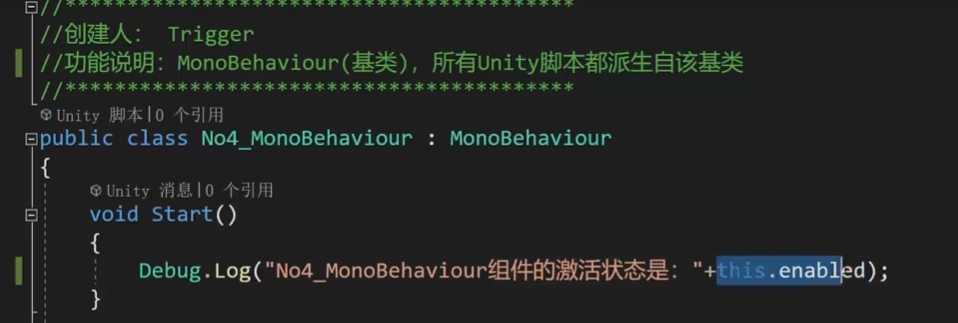 //*****************************************
//创建人： Trigger
//功能说明：MonoBehaviour(基类)，所有Unity脚本都派生自该基类
//*****************************************
Unity 脚本|0 个引用
public class No4_MonoBehaviour : MonoBehaviour
{
Unity 消息|0 个引用
void Start()
{
Debug.Log("No4_MonoBehaviour组件的激活状态是："+this.enabled);
}